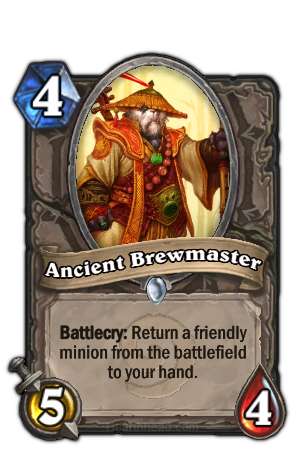 4
Ancient Brewmaster
Battlecry: Return a friendly
minion from the battlefield
to your hand.
5
4